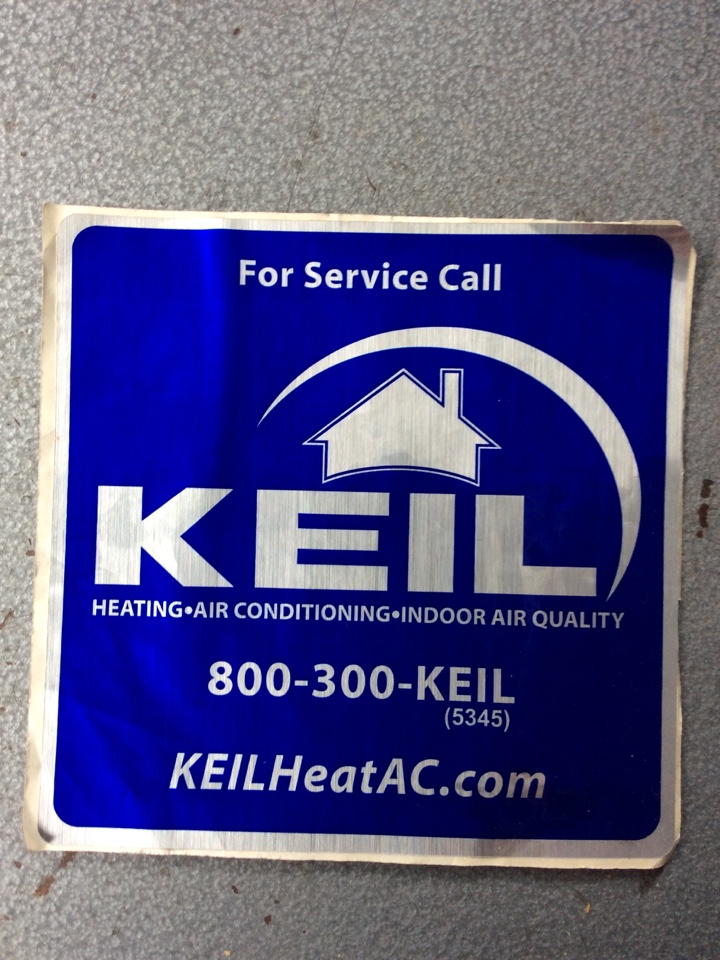 For Service Call
KEIL
HEATING•AIR CONDITIONING•INDOOR AIR QUALITY
800-300-KEIL
(5345)
KEILHeatAC.com